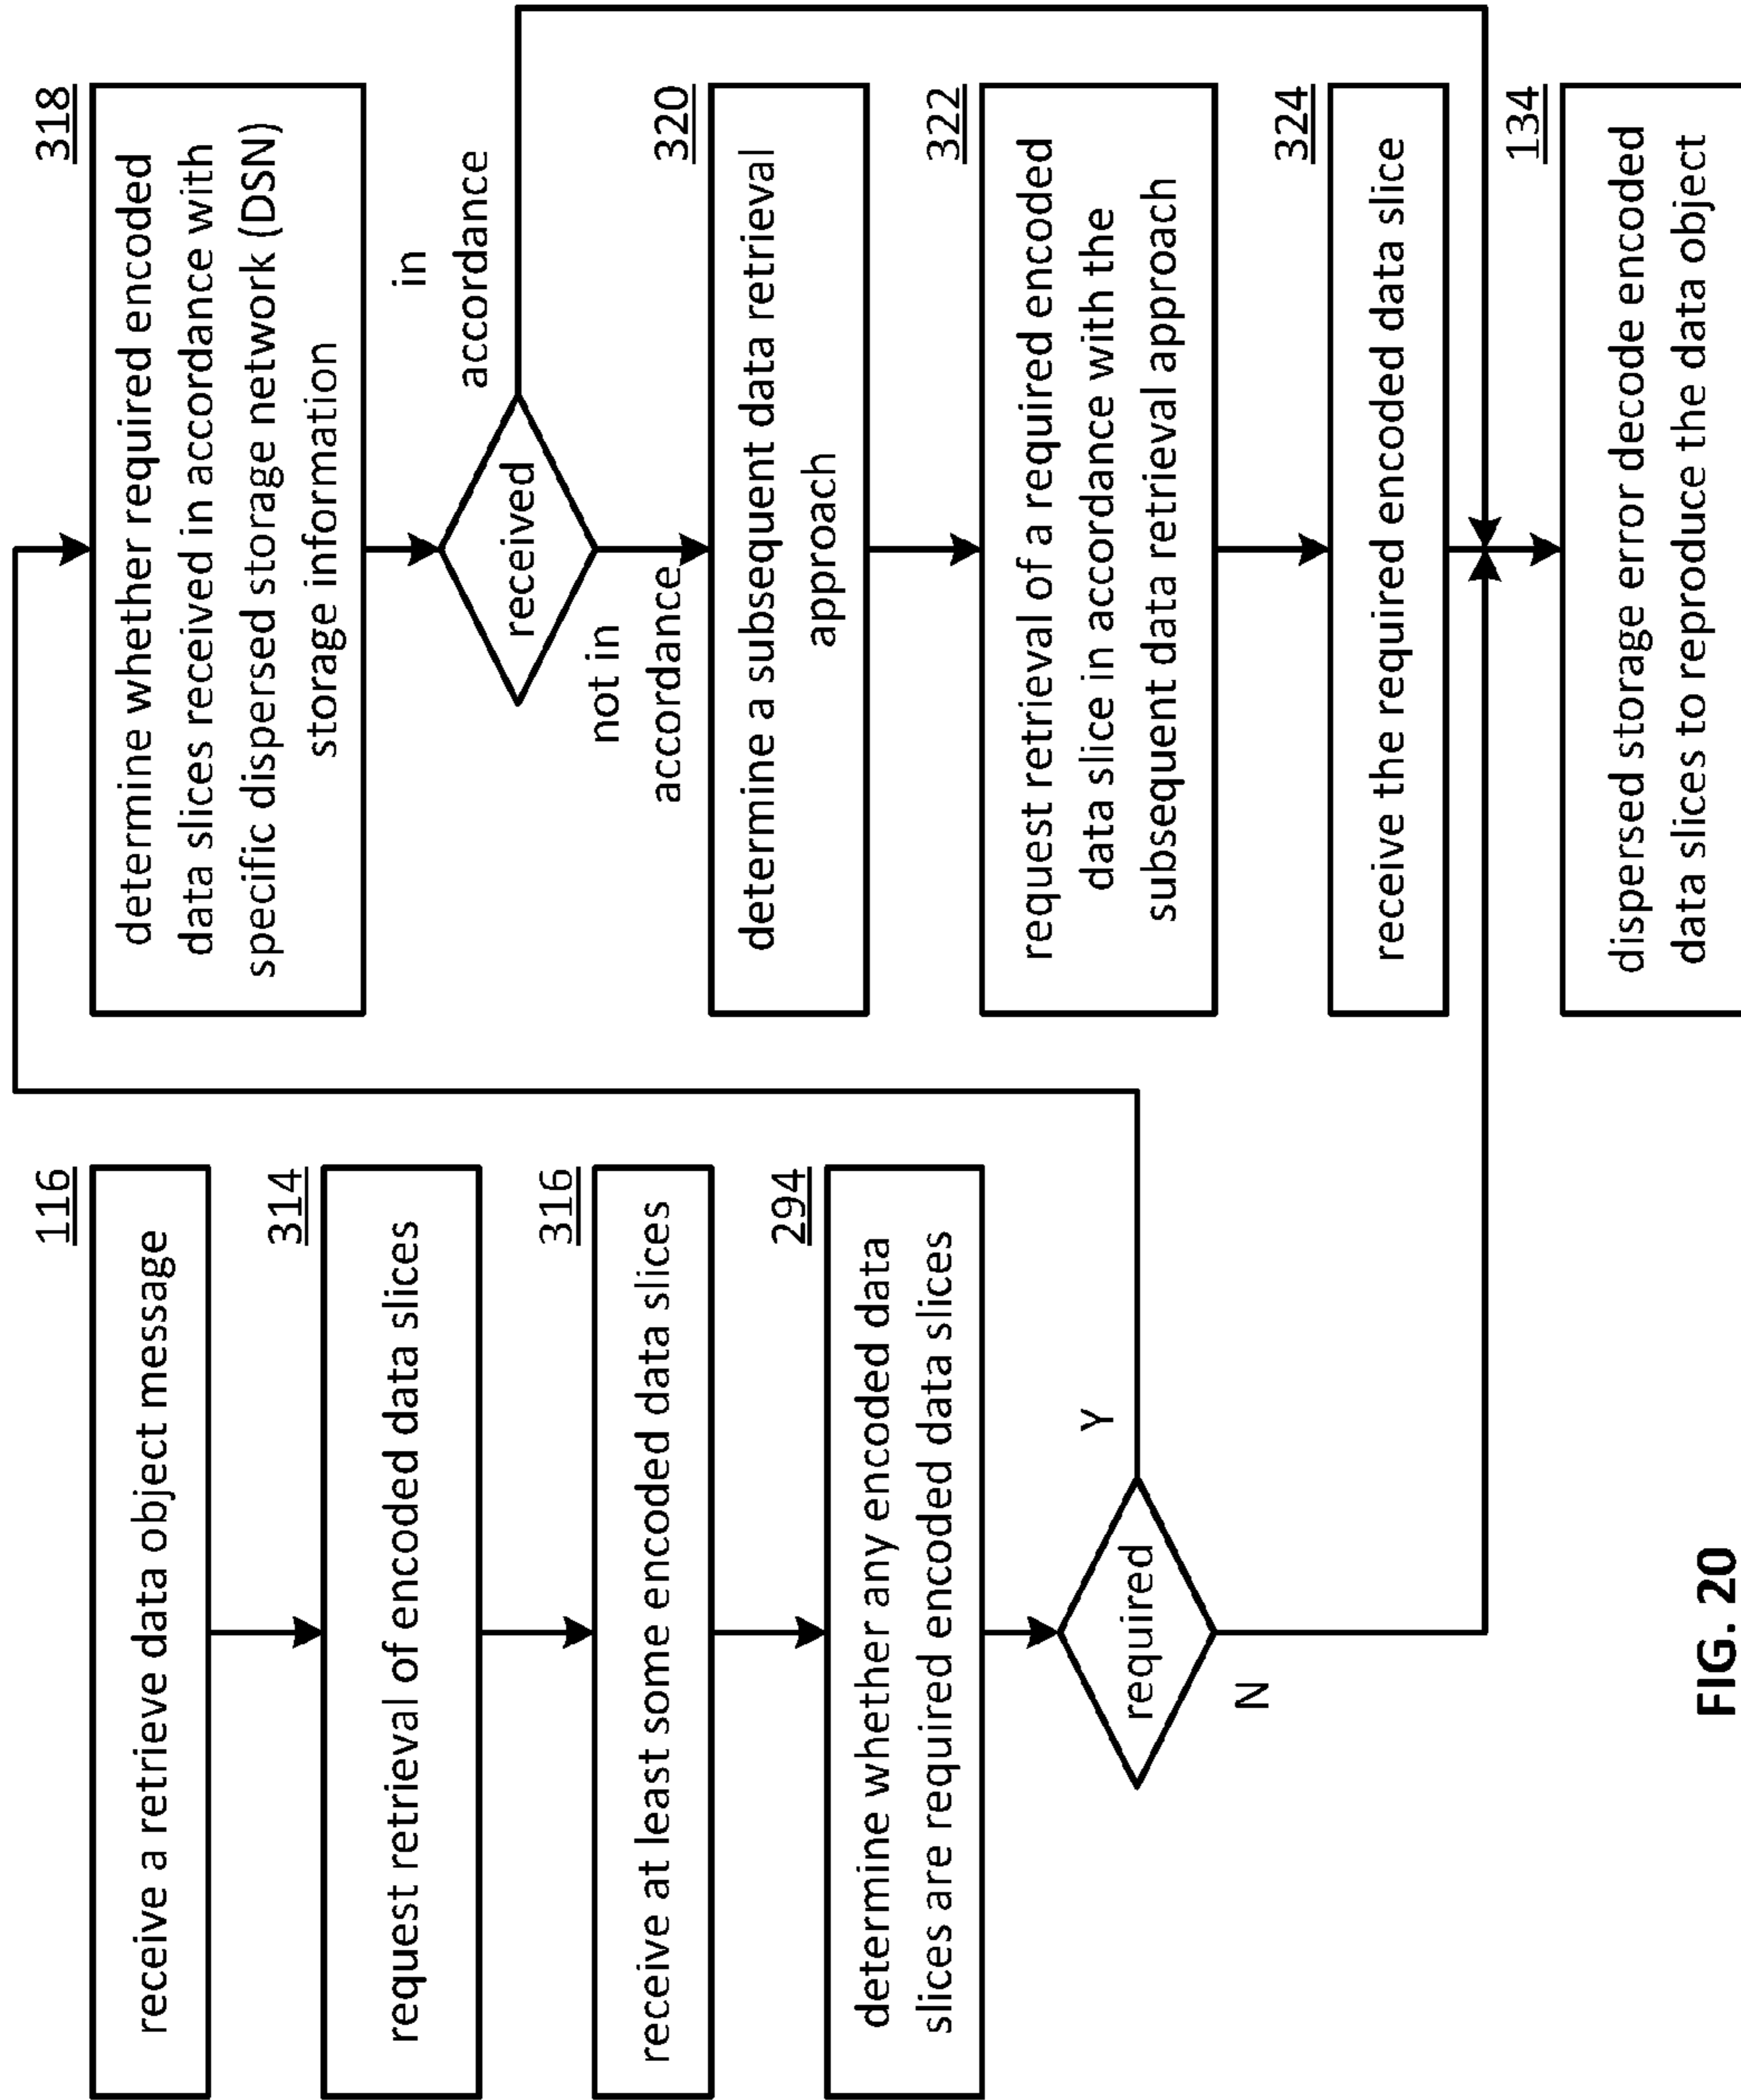 116
receive a retrieve data object message
314
request retrieval of encoded data slices
316
receive at least some encoded data slices
294
determine whether any encoded data
slices are required encoded data slices
required
Y
N
318
determine whether required encoded
data slices received in accordance with
specific dispersed storage network (DSN)
storage information
received
in
accordance
not in
accordance
320
determine a subsequent data retrieval
approach
322
request retrieval of a required encoded
data slice in accordance with the
subsequent data retrieval approach
324
receive the required encoded data slice
134
dispersed storage error decode encoded
data slices to reproduce the data object
FIG. 20